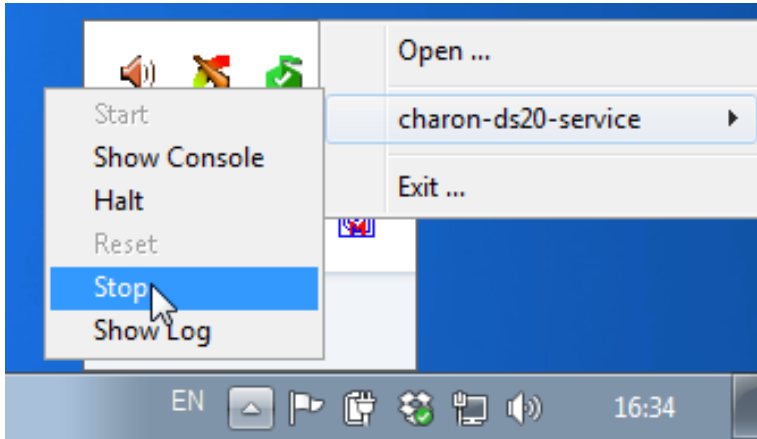 Open ...
charon-ds20-service
Exit ...
Start
Show Console
Halt
Reset
Stop
Show Log
EN
16:34